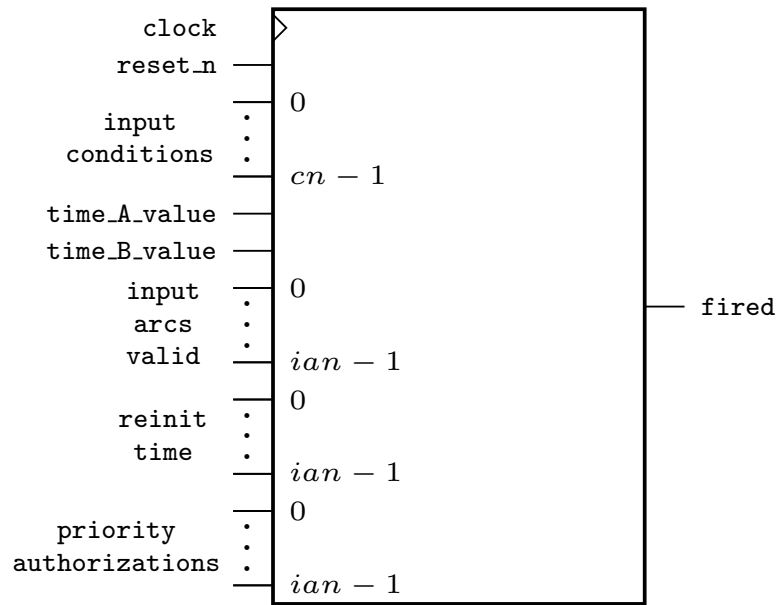 clock
reset_n
0
input
conditions
cn − 1
time_A_value
time_B_value
0
input
arcs
valid
ian − 1
fired
0
reinit
time
ian − 1
0
priority
authorizations
ian − 1